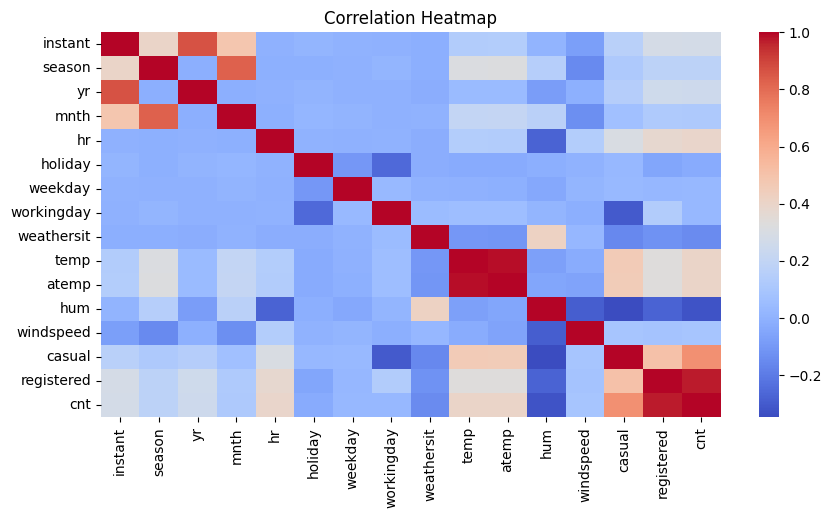 Correlation Heatmap
instant
season
yr
mnth
hr
holiday
weekday
workingday
weathersit
temp
atemp
hum
windspeed
casual
registered
cnt
instant
season
yr
mnth
hr
holiday
weekday
workingday
weathersit
temp
atemp
hum
windspeed
casual
registered
cnt
1.0
0.8
0.6
0.4
0.2
0.0
−0.2